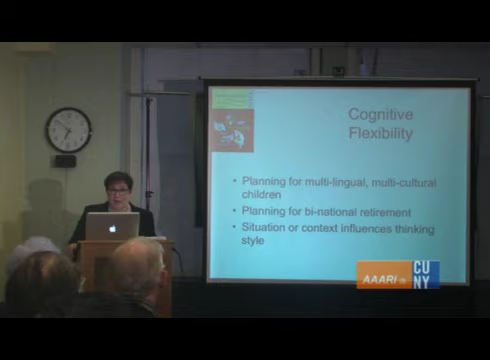 Cognitive
Flexibility
• Planning for multi-lingual, multi-cultural
children
• Planning for bi-national retirement
• Situation or context influences thinking
style
AAARI
CU
NY